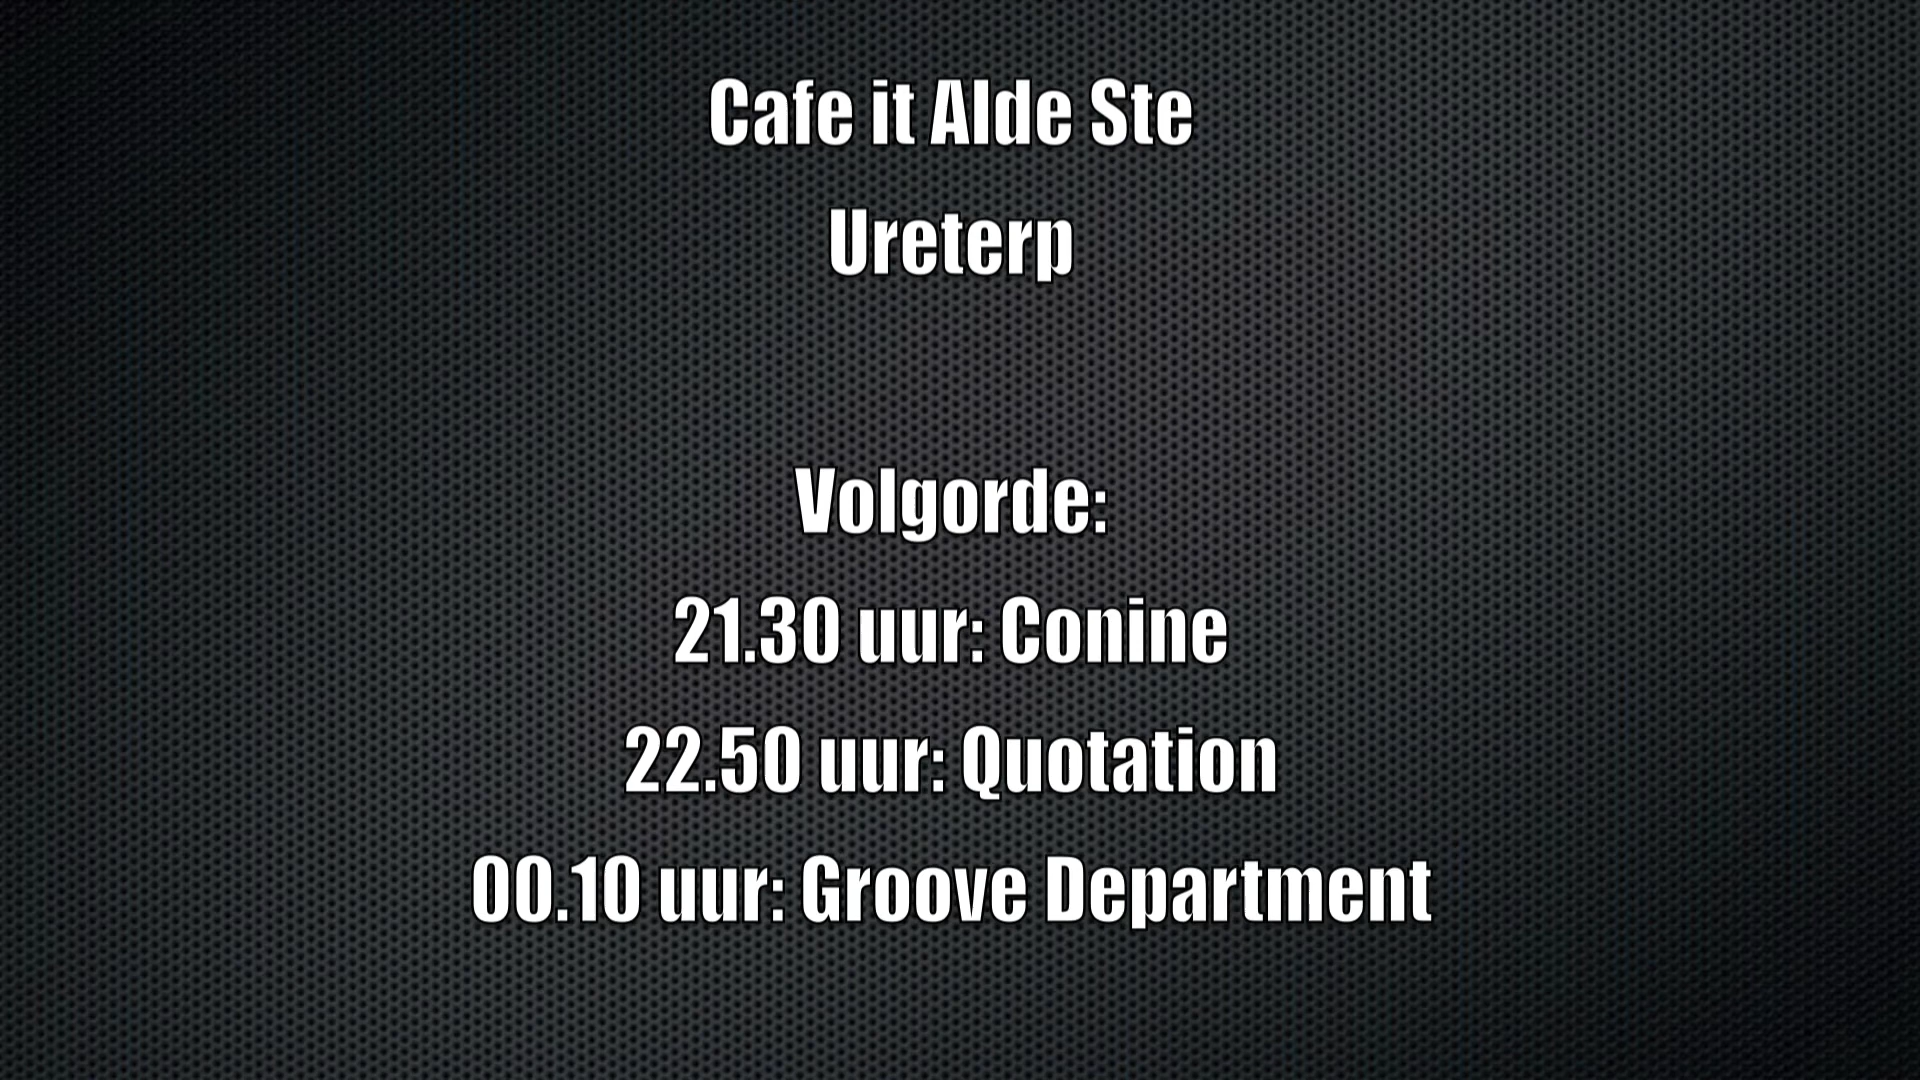 Cafe it Alde Ste
Ureterp
Volgorde:
21.30 uur: Conine
22.50 uur: Quotation
00.10 uur: Groove Department